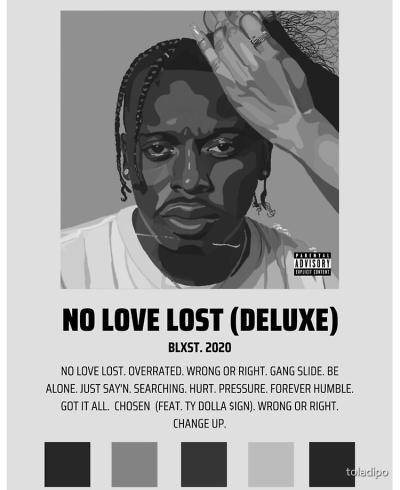 PARENTAL
ADVISORY
EXPLICIT CONTENT
NO LOVE LOST (DELUXE)
BLXST. 2020
NO LOVE LOST. OVERRATED. WRONG OR RIGHT. GANG SLIDE. BE
ALONE. JUST SAY'N. SEARCHING. HURT. PRESSURE. FOREVER HUMBLE.
GOT IT ALL. CHOSEN (FEAT. TY DOLLA $IGN). WRONG OR RIGHT.
CHANGE UP.
toladipo